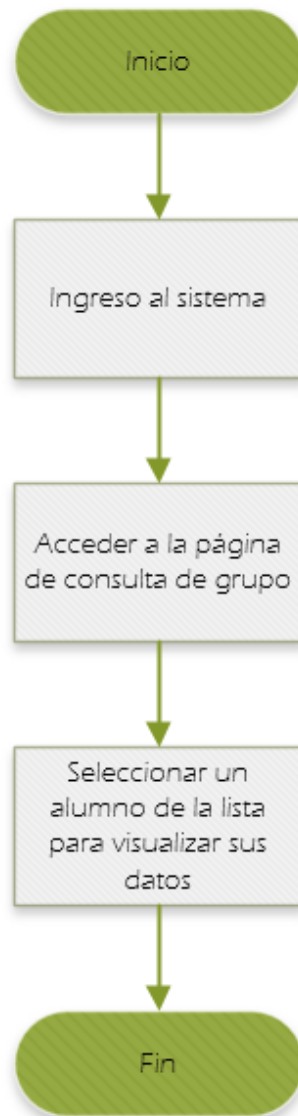 Inicio
Ingreso al sistema
Acceder a la página
de consulta de grupo
Seleccionar un
alumno de la lista
para visualizar sus
datos
Fin